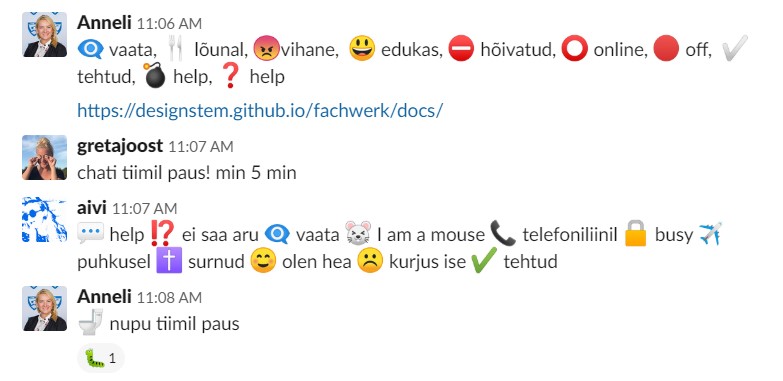 Anneli 11:06 AM
👁️‍🗨️ vaata, 🍴 lõunal, 😡vihane, 😃 edukas, ⛔ hõivatud, ⭕ online, 🔴 off, ✔️
tehtud, 💣 help, ❓ help
https://designstem.github.io/fachwerk/docs/
gretajoost 11:07 AM
chati tiimil paus! min 5 min
aivi 11:07 AM
💬 help ⁉️ ei saa aru 👁️‍🗨️ vaata 🐭 I am a mouse 📞 telefoniliinil 🔒 busy ✈️
puhkusel ✝️ surnud 😊 olen hea ☹️ kurjus ise ✔️ tehtud
Anneli 11:08 AM
🚽 nupu tiimil paus
🐛 1